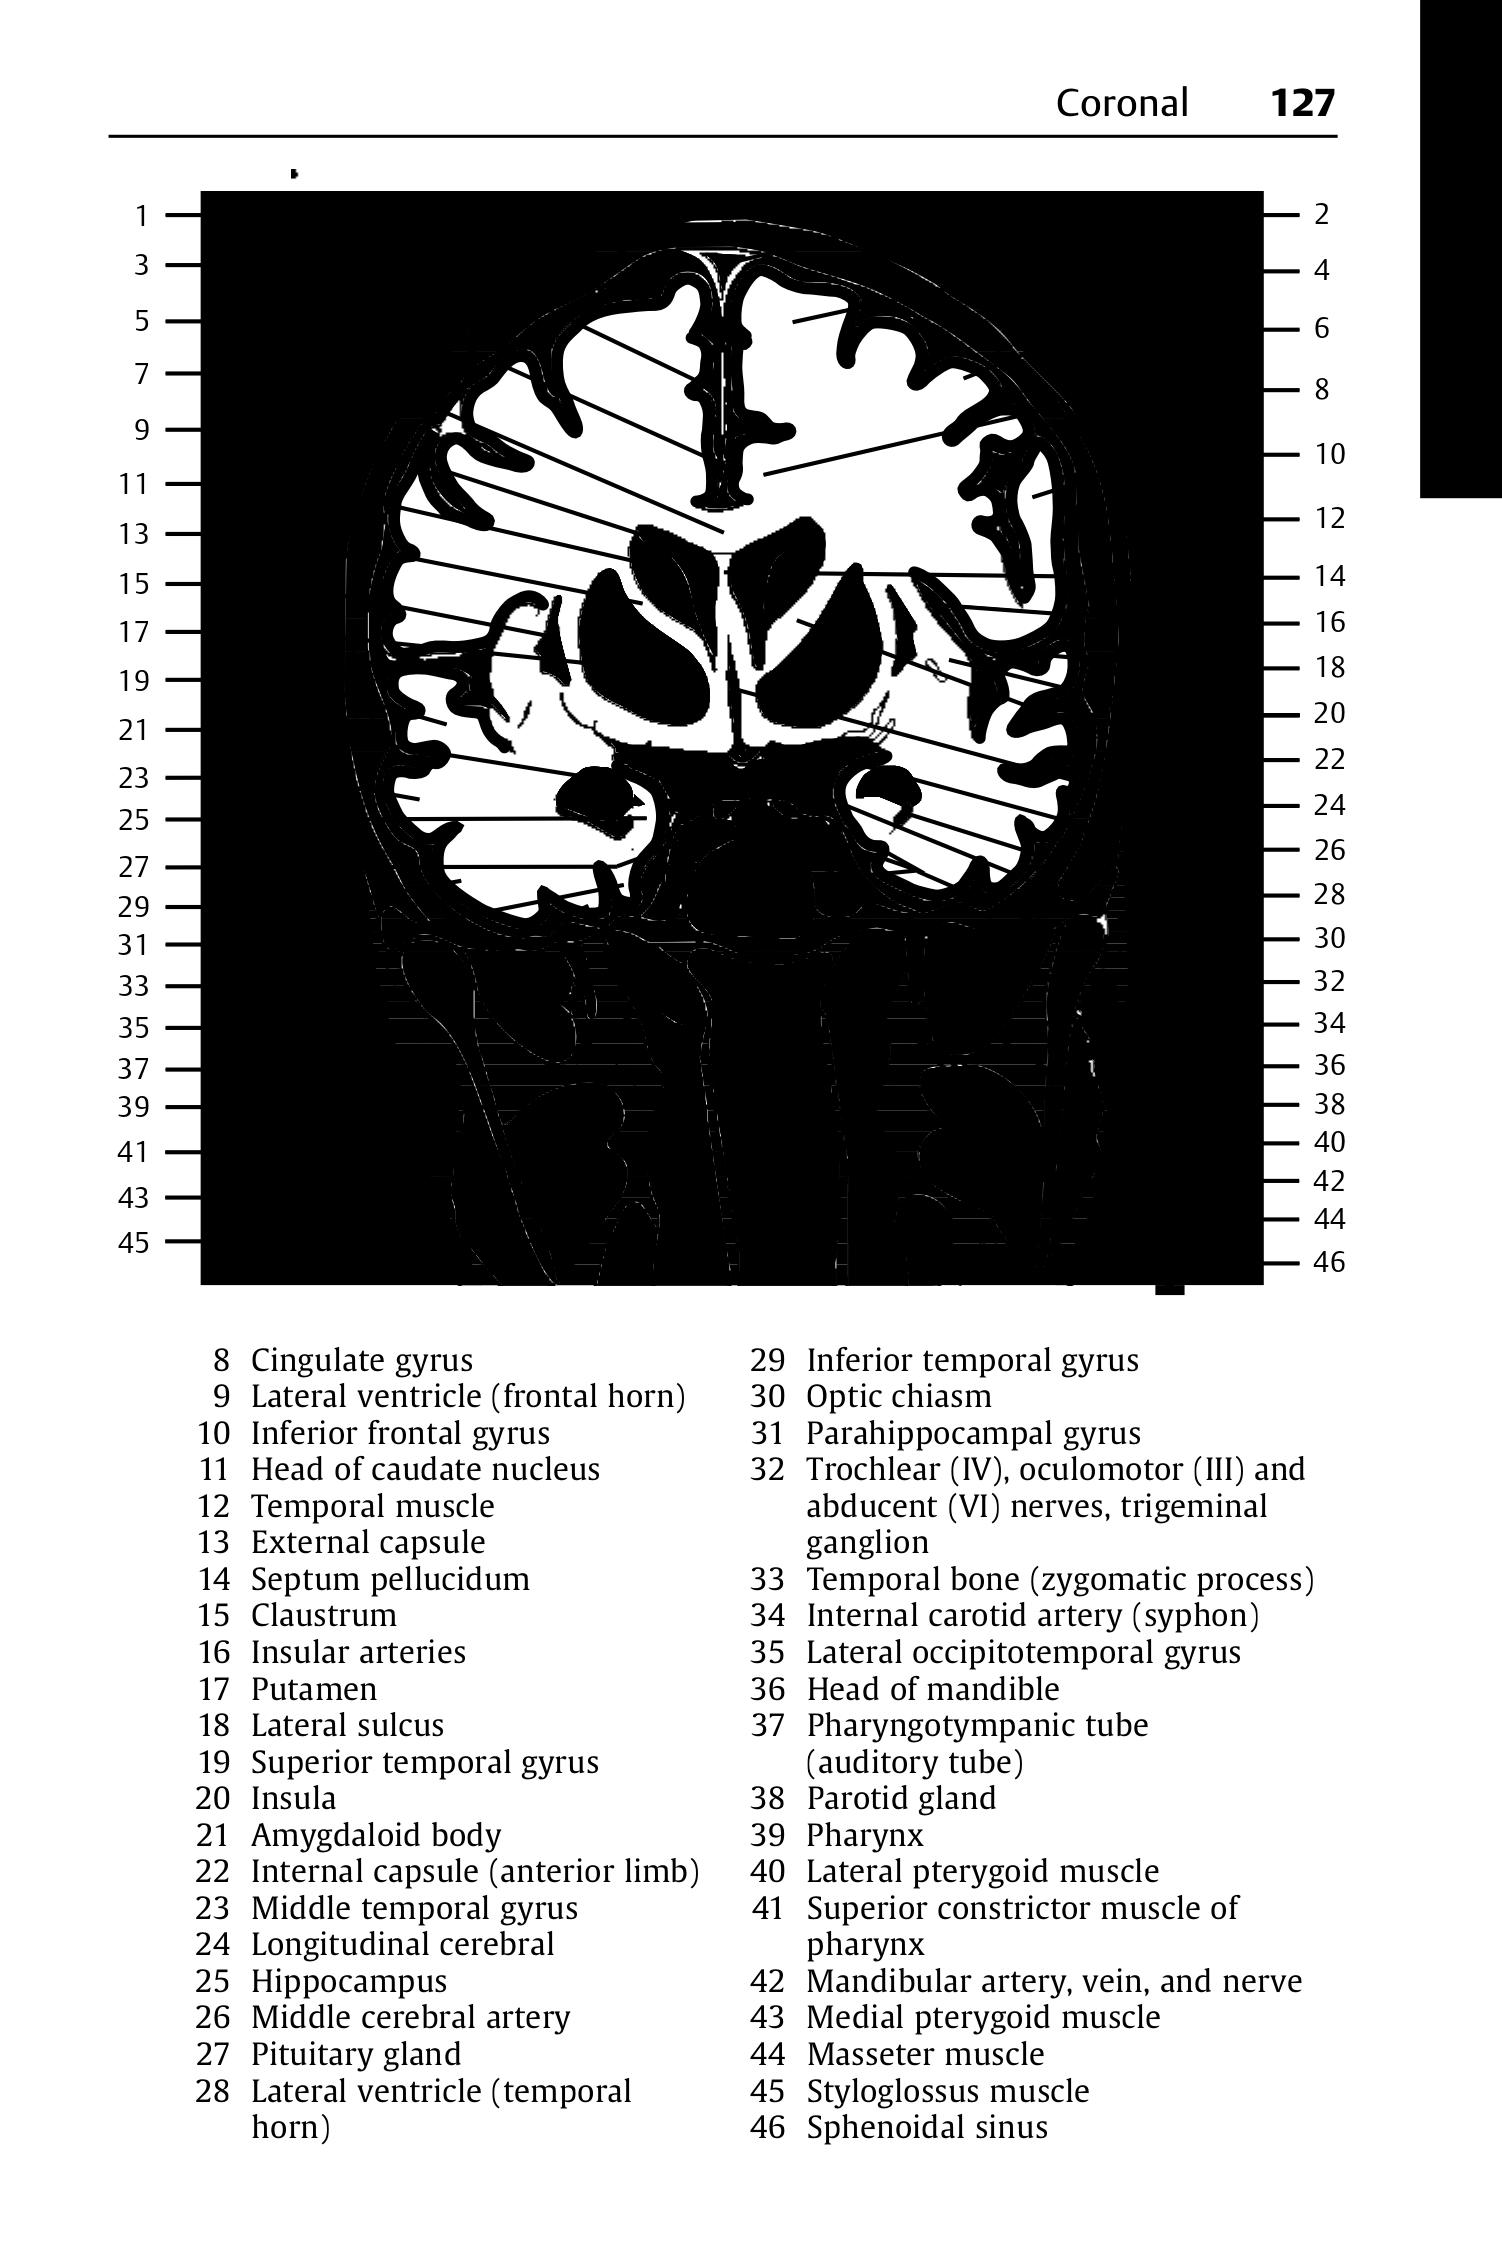 Coronal 127
1 2
3 4
5 6
7 8
9 10
11 12
13 14
15 16
17 18
19 20
21 22
23 24
25 26
27 28
29 30
31 32
33 34
35 36
37 38
39 40
41 42
43 44
45 46
8 Cingulate gyrus
9 Lateral ventricle (frontal horn)
10 Inferior frontal gyrus
11 Head of caudate nucleus
12 Temporal muscle
13 External capsule
14 Septum pellucidum
15 Claustrum
16 Insular arteries
17 Putamen
18 Lateral sulcus
19 Superior temporal gyrus
20 Insula
21 Amygdaloid body
22 Internal capsule (anterior limb)
23 Middle temporal gyrus
24 Longitudinal cerebral
25 Hippocampus
26 Middle cerebral artery
27 Pituitary gland
28 Lateral ventricle (temporal
horn)
29 Inferior temporal gyrus
30 Optic chiasm
31 Parahippocampal gyrus
32 Trochlear (IV), oculomotor (III) and
abducent (VI) nerves, trigeminal
ganglion
33 Temporal bone (zygomatic process)
34 Internal carotid artery (syphon)
35 Lateral occipitotemporal gyrus
36 Head of mandible
37 Pharyngotympanic tube
(auditory tube)
38 Parotid gland
39 Pharynx
40 Lateral pterygoid muscle
41 Superior constrictor muscle of
pharynx
42 Mandibular artery, vein, and nerve
43 Medial pterygoid muscle
44 Masseter muscle
45 Styloglossus muscle
46 Sphenoidal sinus